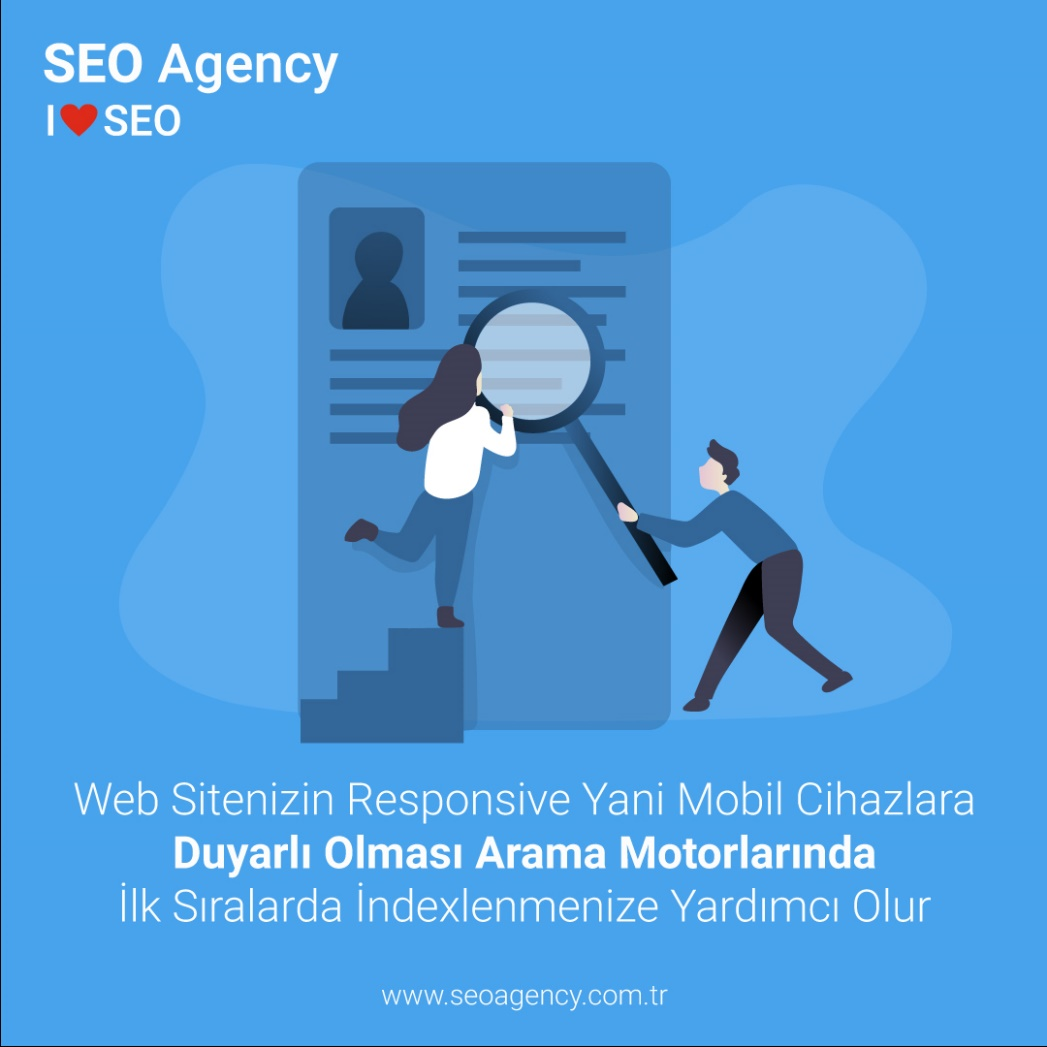 SEO Agency
I❤SEO
Web Sitenizin Responsive Yani Mobil Cihazlara
Duyarlı Olması Arama Motorlarında
İlk Sıralarda İndexlenmenize Yardımcı Olur
www.seoagency.com.tr